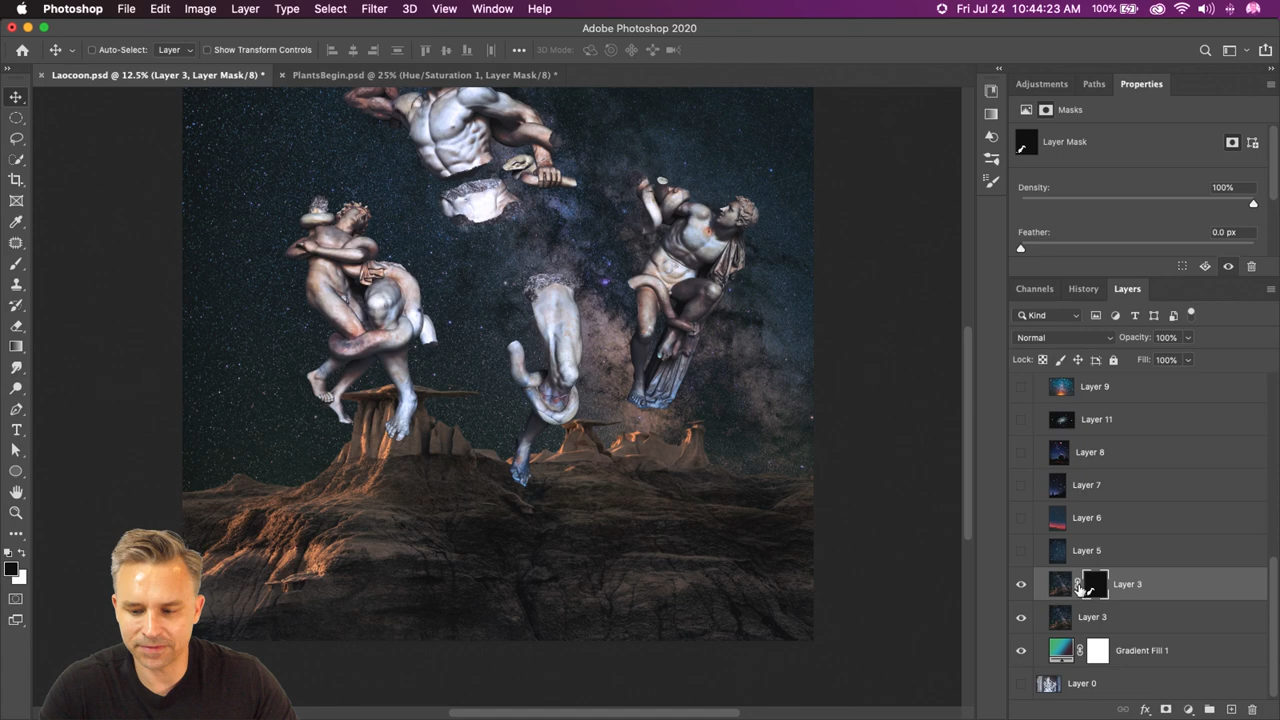 Photoshop File Edit Image Layer Type Select Filter 3D View Window Help 100% Fri Jul 24 10:44:23 AM
Adobe Photoshop 2020
Auto-Select: Layer Show Transform Controls 3D Mode:
Laocoon.psd @ 12.5% (Layer 3, Layer Mask/8) * PlantsBegin.psd @ 25% (Hue/Saturation 1, Layer Mask/8) *
Adjustments Paths Properties
Masks
Layer Mask
Density: 100%
Feather: 0.0 px
Channels History Layers
Kind
Normal Opacity: 100%
Lock: Fill: 100%
Layer 9
Layer 11
Layer 8
Layer 7
Layer 6
Layer 5
Layer 3
Layer 3
Gradient Fill 1
Layer 0